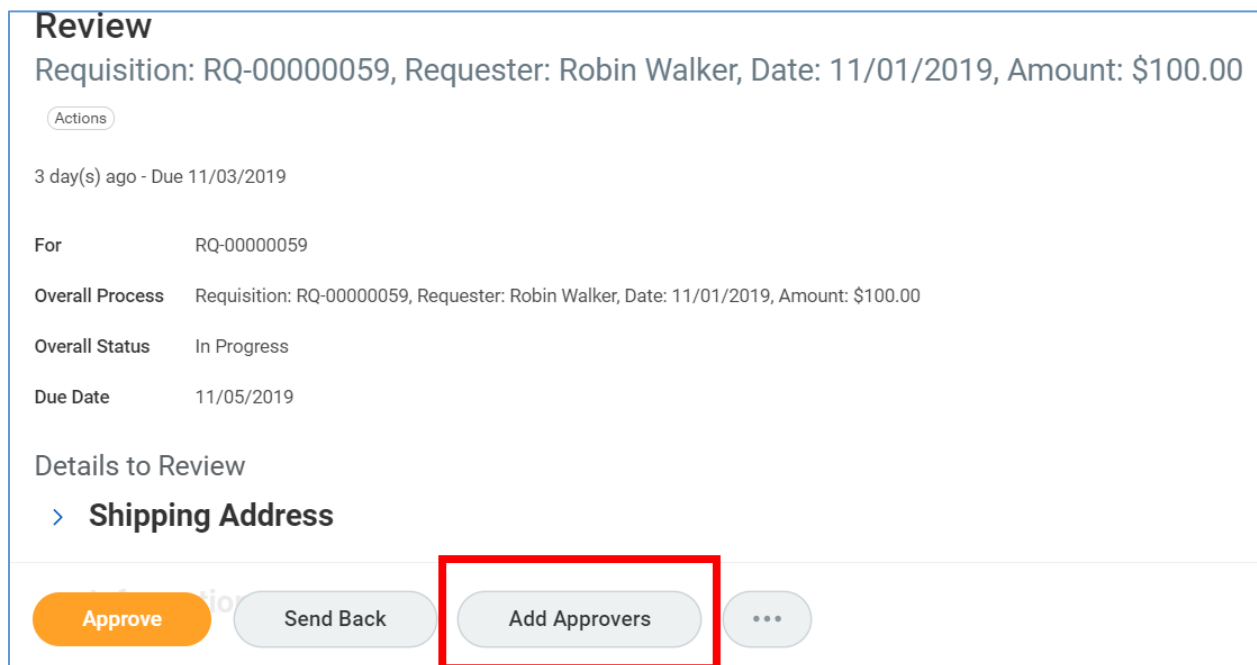 Review
Requisition: RQ-00000059, Requester: Robin Walker, Date: 11/01/2019, Amount: $100.00
Actions
3 day(s) ago - Due 11/03/2019
For RQ-00000059
Overall Process Requisition: RQ-00000059, Requester: Robin Walker, Date: 11/01/2019, Amount: $100.00
Overall Status In Progress
Due Date 11/05/2019
Details to Review
Shipping Address
Approve Send Back Add Approvers